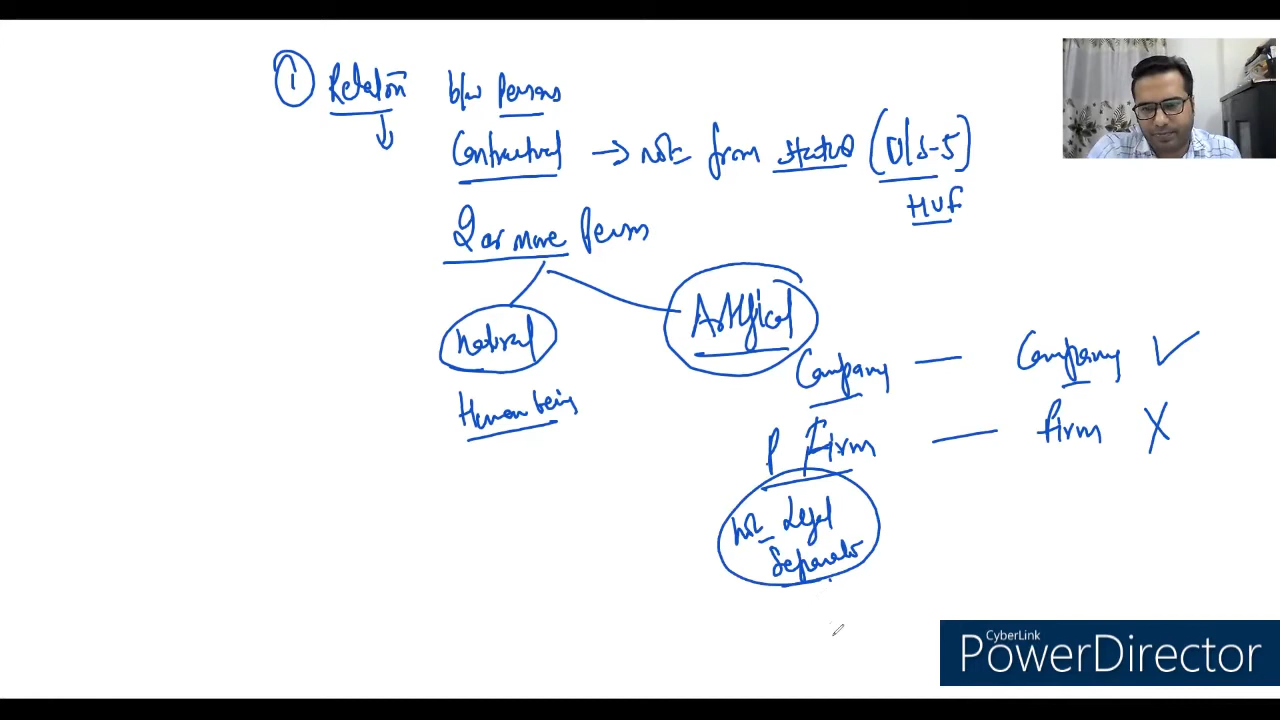 ① Relation b/w Persons
Contractual → not from status (U/S-5)
HUF
2 or more Persons
Natural
Artifical
Human being
Company — Company ✓
P Firm — firm X
not Legal
Separate
CyberLink
PowerDirector